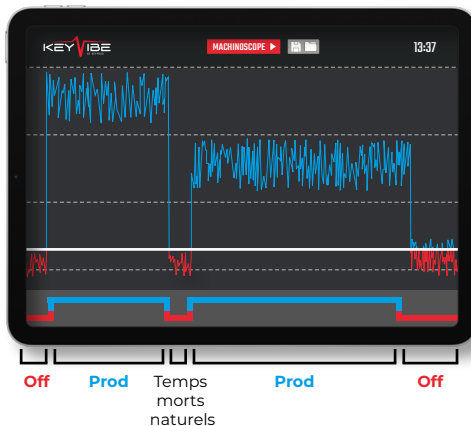 KEYVIBE
MACHINOSCOPE
13:37
Off
Prod
Temps
morts
naturels
Prod
Off